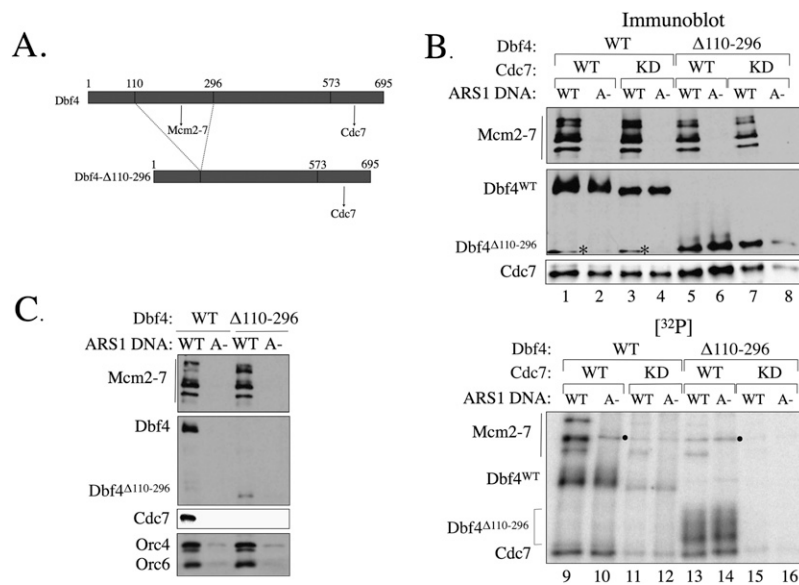 A.
1 110 296 573 695
Dbf4
Mcm2-7 Cdc7
1 573 695
Dbf4-Δ110-296
Cdc7
B.
Immunoblot
Dbf4: WT Δ110-296
Cdc7: WT KD WT KD
ARS1 DNA: WT A- WT A- WT A- WT A-
Mcm2-7
Dbf4WT
Dbf4Δ110-296 * *
Cdc7
1 2 3 4 5 6 7 8
[32P]
Dbf4: WT Δ110-296
Cdc7: WT KD WT KD
ARS1 DNA: WT A- WT A- WT A- WT A-
Mcm2-7
Dbf4WT
Dbf4Δ110-296
Cdc7
9 10 11 12 13 14 15 16
C.
Dbf4: WT Δ110-296
ARS1 DNA: WT A- WT A-
Mcm2-7
Dbf4
Dbf4Δ110-296
Cdc7
Orc4
Orc6